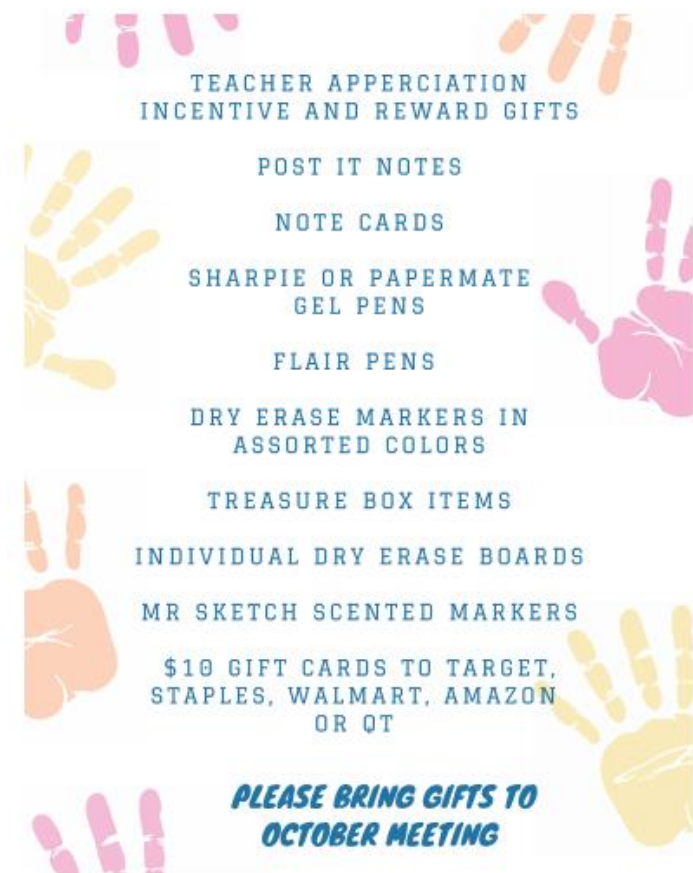 TEACHER APPERCIATION
INCENTIVE AND REWARD GIFTS
POST IT NOTES
NOTE CARDS
SHARPIE OR PAPERMATE
GEL PENS
FLAIR PENS
DRY ERASE MARKERS IN
ASSORTED COLORS
TREASURE BOX ITEMS
INDIVIDUAL DRY ERASE BOARDS
MR SKETCH SCENTED MARKERS
$10 GIFT CARDS TO TARGET,
STAPLES, WALMART, AMAZON
OR QT
PLEASE BRING GIFTS TO
OCTOBER MEETING